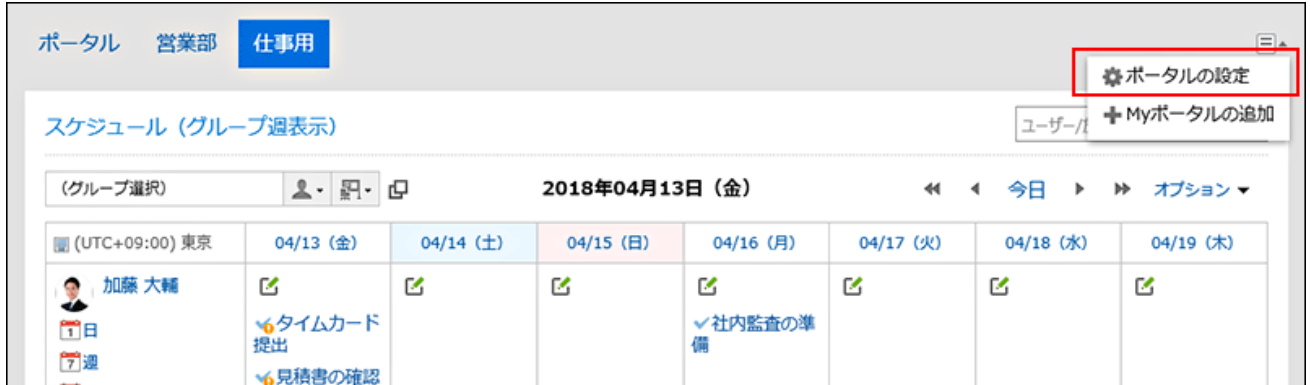 ポータル 営業部 仕事用
ポータルの設定
Myポータルの追加
スケジュール（グループ週表示）
ユーザー/
（グループ選択）
2018年04月13日（金）
今日
オプション
(UTC+09:00) 東京
04/13（金）
04/14（土）
04/15（日）
04/16（月）
04/17（火）
04/18（水）
04/19（木）
加藤 大輔
1
日
7
週
タイムカード
提出
見積書の確認
社内監査の準
備